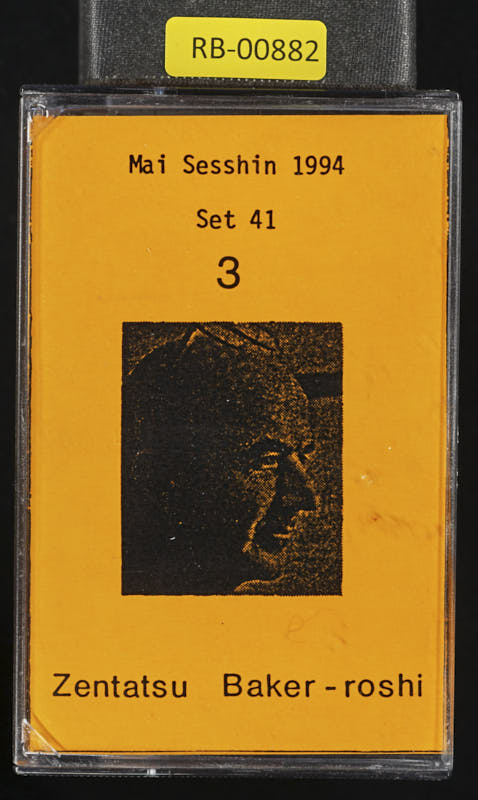 RB-00882
Mai Sesshin 1994
Set 41
3
Zentatsu Baker-roshi